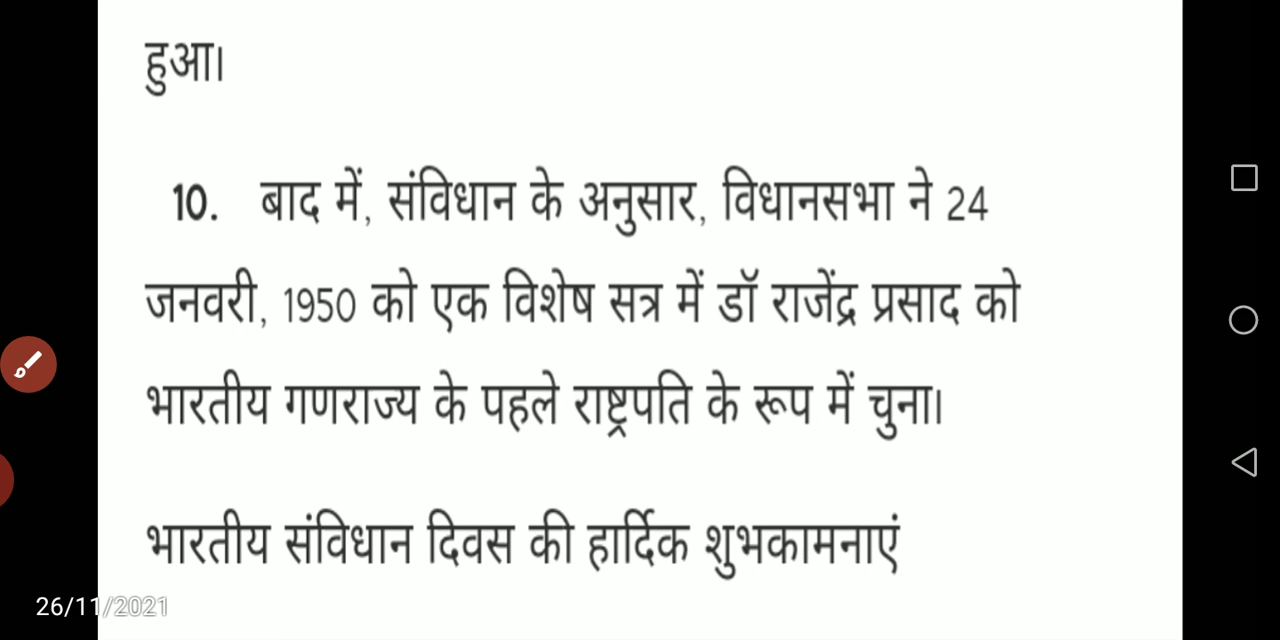 हुआ।
10. बाद में, संविधान के अनुसार, विधानसभा ने 24
जनवरी, 1950 को एक विशेष सत्र में डॉ राजेंद्र प्रसाद को
भारतीय गणराज्य के पहले राष्ट्रपति के रूप में चुना।
भारतीय संविधान दिवस की हार्दिक शुभकामनाएं
26/11/2021